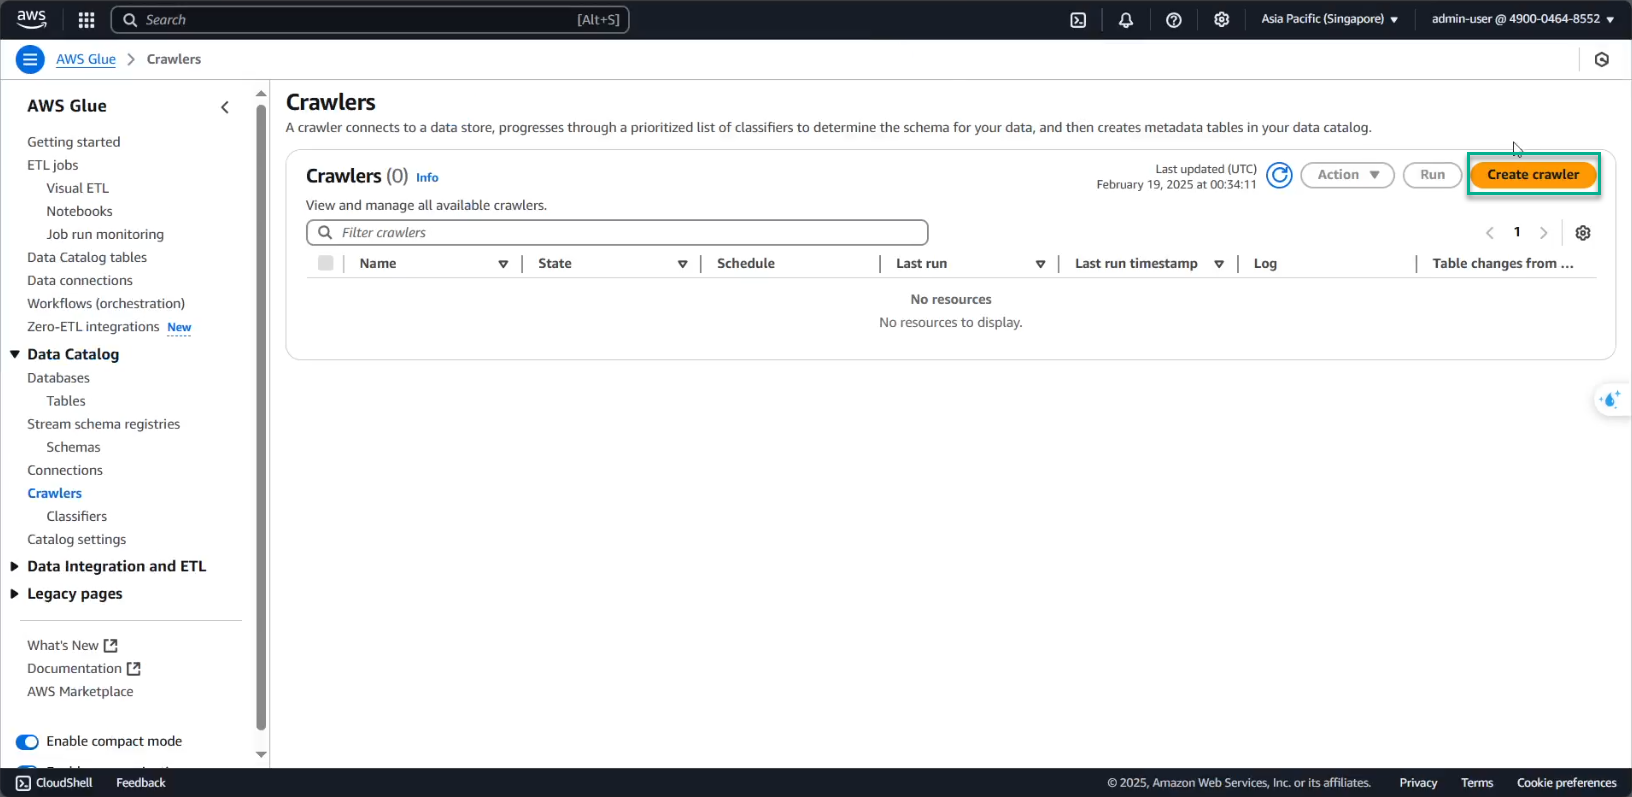 aws
Search [Alt+S]
Asia Pacific (Singapore) admin-user @ 4900-0464-8552
AWS Glue Crawlers
AWS Glue
Getting started
ETL jobs
Visual ETL
Notebooks
Job run monitoring
Data Catalog tables
Data connections
Workflows (orchestration)
Zero-ETL integrations New
Data Catalog
Databases
Tables
Stream schema registries
Schemas
Connections
Crawlers
Classifiers
Catalog settings
Data Integration and ETL
Legacy pages
What's New
Documentation
AWS Marketplace
Enable compact mode
Crawlers
A crawler connects to a data store, progresses through a prioritized list of classifiers to determine the schema for your data, and then creates metadata tables in your data catalog.
Crawlers (0) Info
View and manage all available crawlers.
Last updated (UTC)
February 19, 2025 at 00:34:11
Action Run Create crawler
Filter crawlers
1
Name State Schedule Last run Last run timestamp Log Table changes from ...
No resources
No resources to display.
CloudShell Feedback
© 2025, Amazon Web Services, Inc. or its affiliates. Privacy Terms Cookie preferences